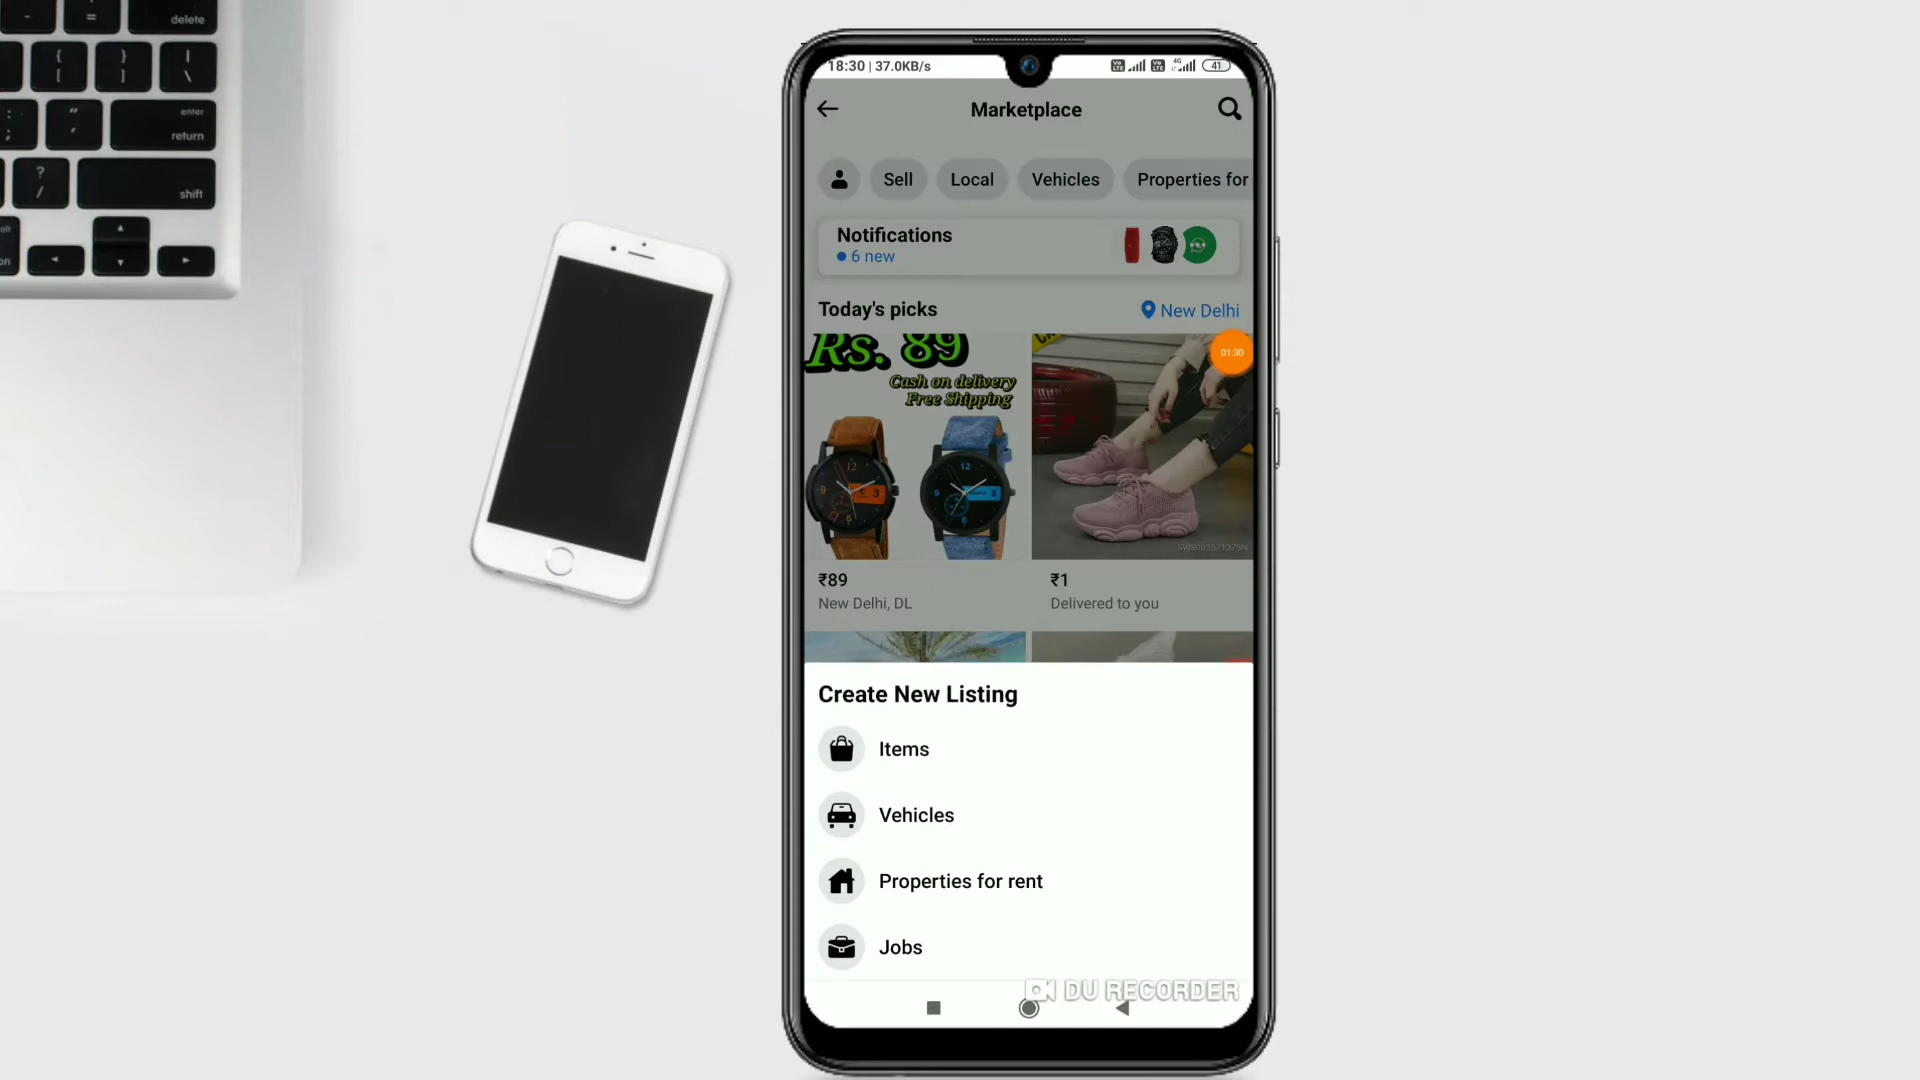 delete
enter
return
shift
18:30 | 37.0KB/s
41
Marketplace
Sell
Local
Vehicles
Properties for
Notifications
6 new
Today's picks
New Delhi
01:30
Rs. 89
Cash on delivery
Free Shipping
₹89
₹1
New Delhi, DL
Delivered to you
Create New Listing
Items
Vehicles
Properties for rent
Jobs
DU RECORDER